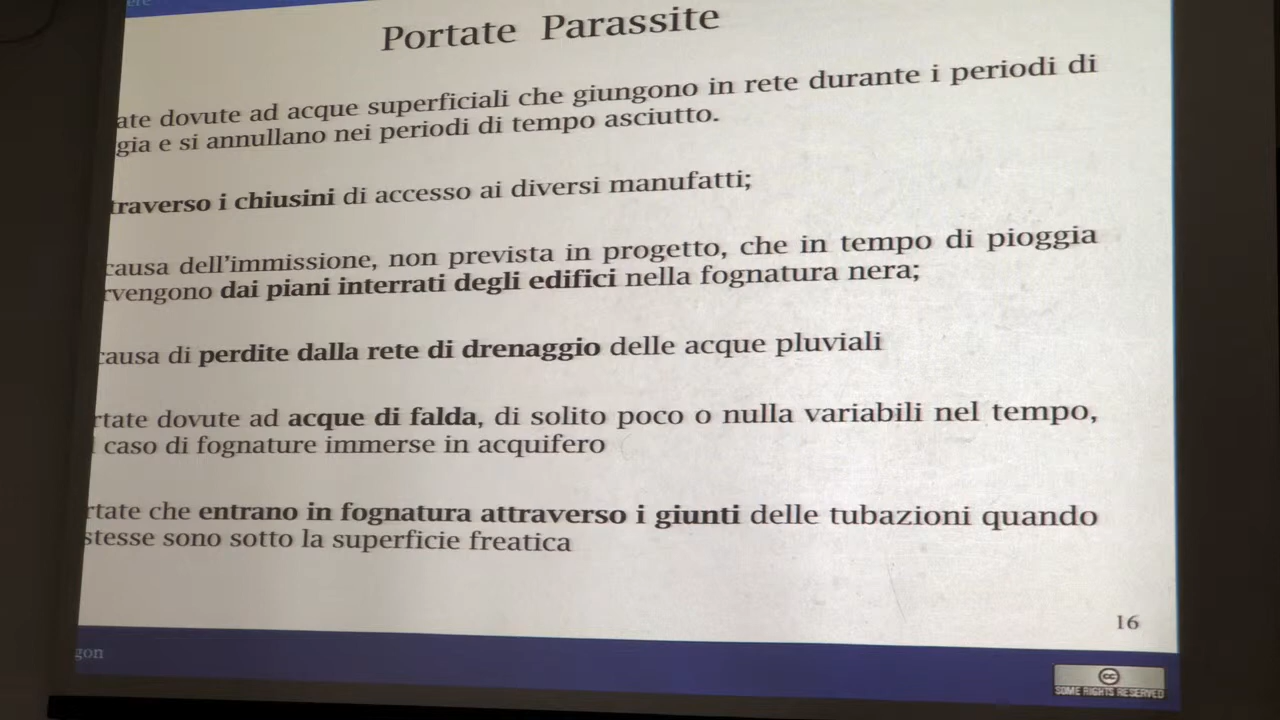 ere
Portate Parassite
ate dovute ad acque superficiali che giungono in rete durante i periodi di
gia e si annullano nei periodi di tempo asciutto.
traverso i chiusini di accesso ai diversi manufatti;
causa dell'immissione, non prevista in progetto, che in tempo di pioggia
rvengono dai piani interrati degli edifici nella fognatura nera;
causa di perdite dalla rete di drenaggio delle acque pluviali
rtate dovute ad acque di falda, di solito poco o nulla variabili nel tempo,
l caso di fognature immerse in acquifero
rtate che entrano in fognatura attraverso i giunti delle tubazioni quando
stesse sono sotto la superficie freatica
16
gon
cc
SOME RIGHTS RESERVED